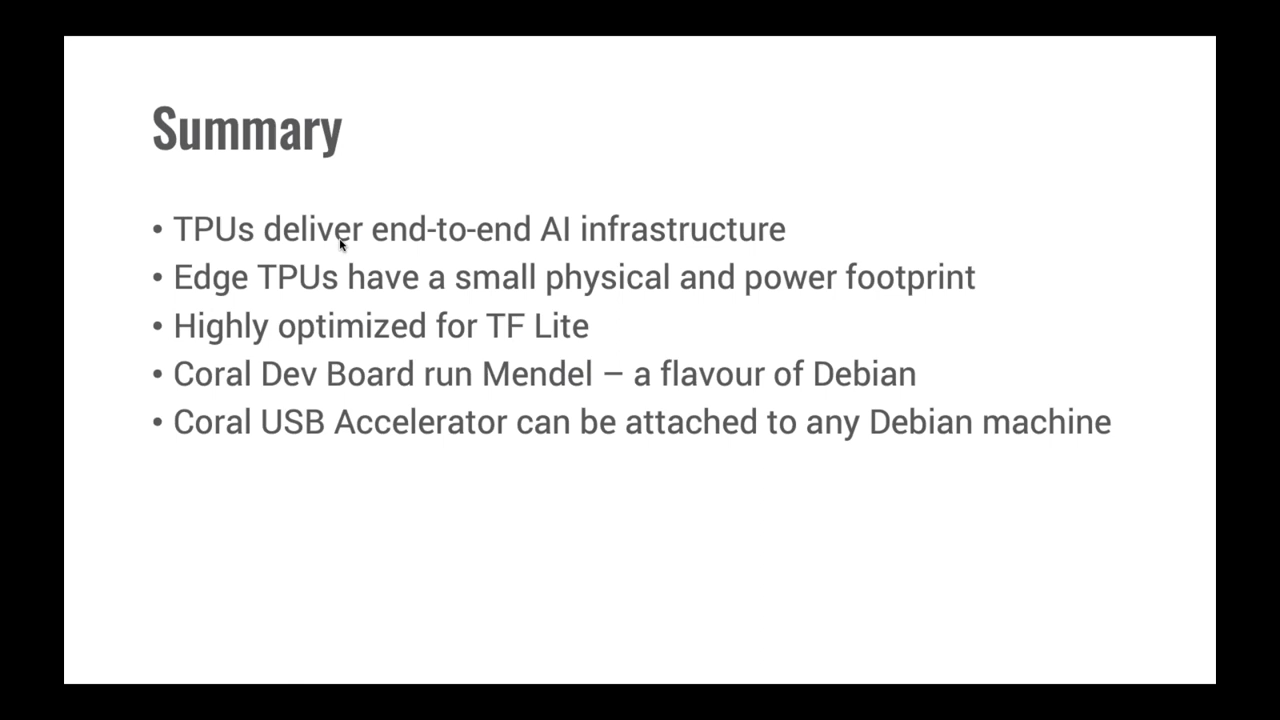 Summary
• TPUs deliver end-to-end AI infrastructure
• Edge TPUs have a small physical and power footprint
• Highly optimized for TF Lite
• Coral Dev Board run Mendel – a flavour of Debian
• Coral USB Accelerator can be attached to any Debian machine